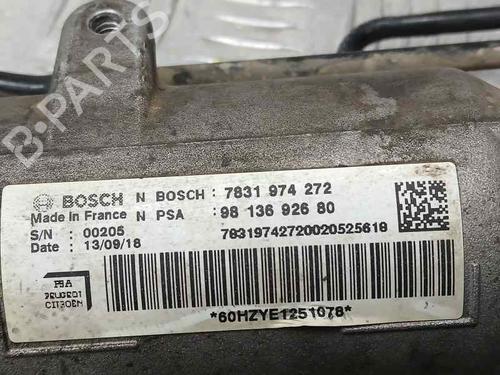 B-PARTS
BOSCH N BOSCH : 7831 974 272
Made in France N PSA : 98 136 926 80
S/N : 00205 78319742720020525618
Date : 13/09/18
PSA
PEUGEOT
CITROËN
*60HZYE1251078*